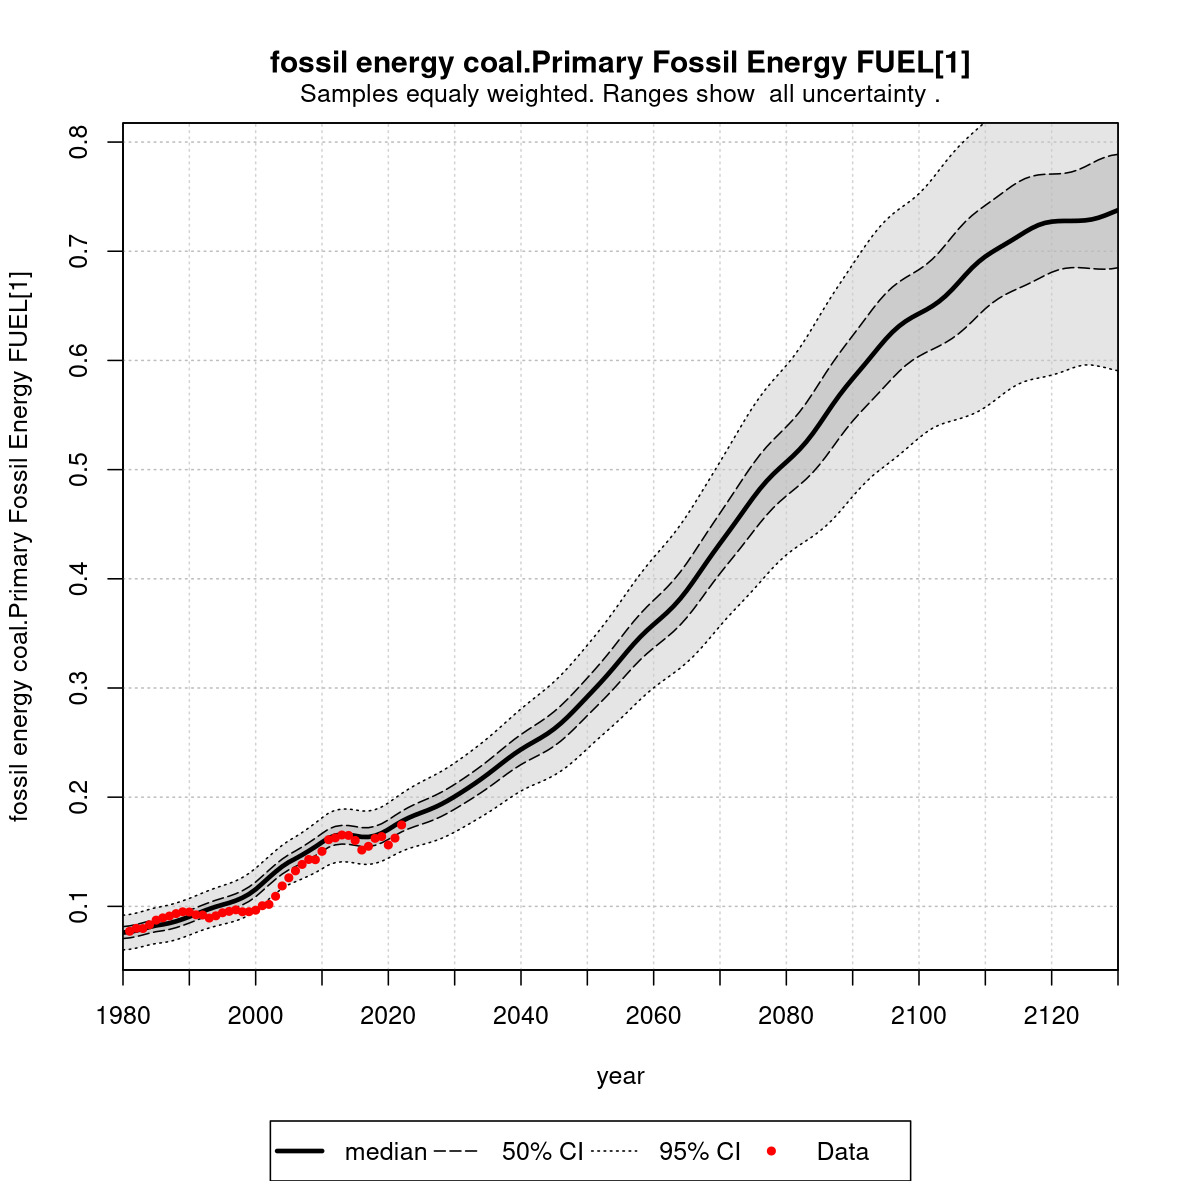 fossil energy coal.Primary Fossil Energy FUEL[1]
Samples equaly weighted. Ranges show  all uncertainty .
fossil energy coal.Primary Fossil Energy FUEL[1]
0.8
0.7
0.6
0.5
0.4
0.3
0.2
0.1
1980 2000 2020 2040 2060 2080 2100 2120
year
median 50% CI 95% CI Data